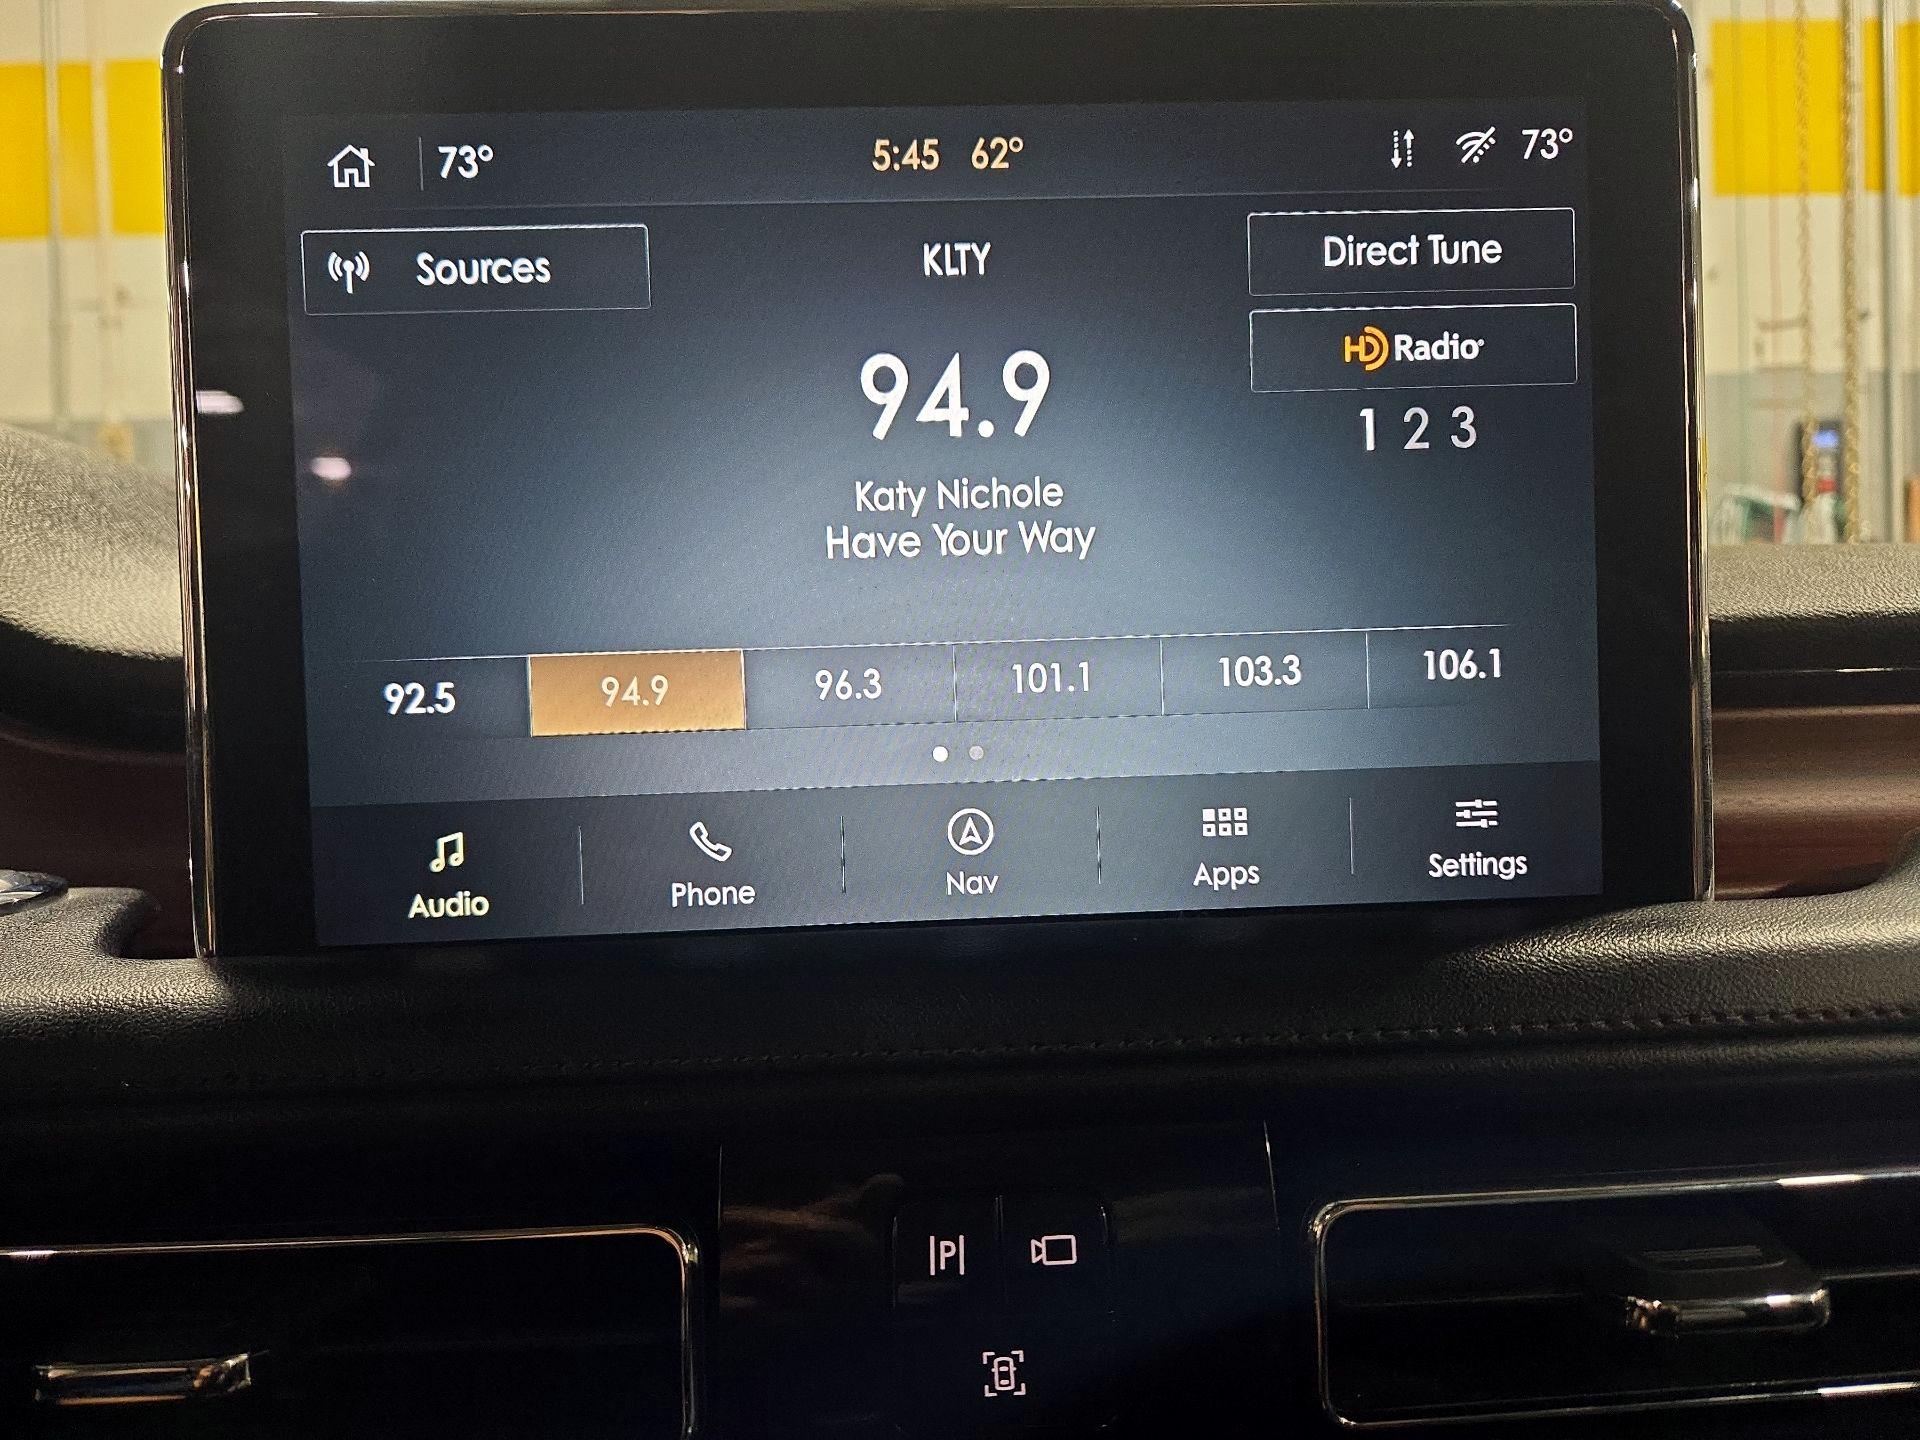 73° 5:45 62° 73°
Sources KLTY Direct Tune
HD Radio
94.9
1 2 3
Katy Nichole
Have Your Way
92.5 94.9 96.3 101.1 103.3 106.1
Audio Phone Nav Apps Settings
|P|